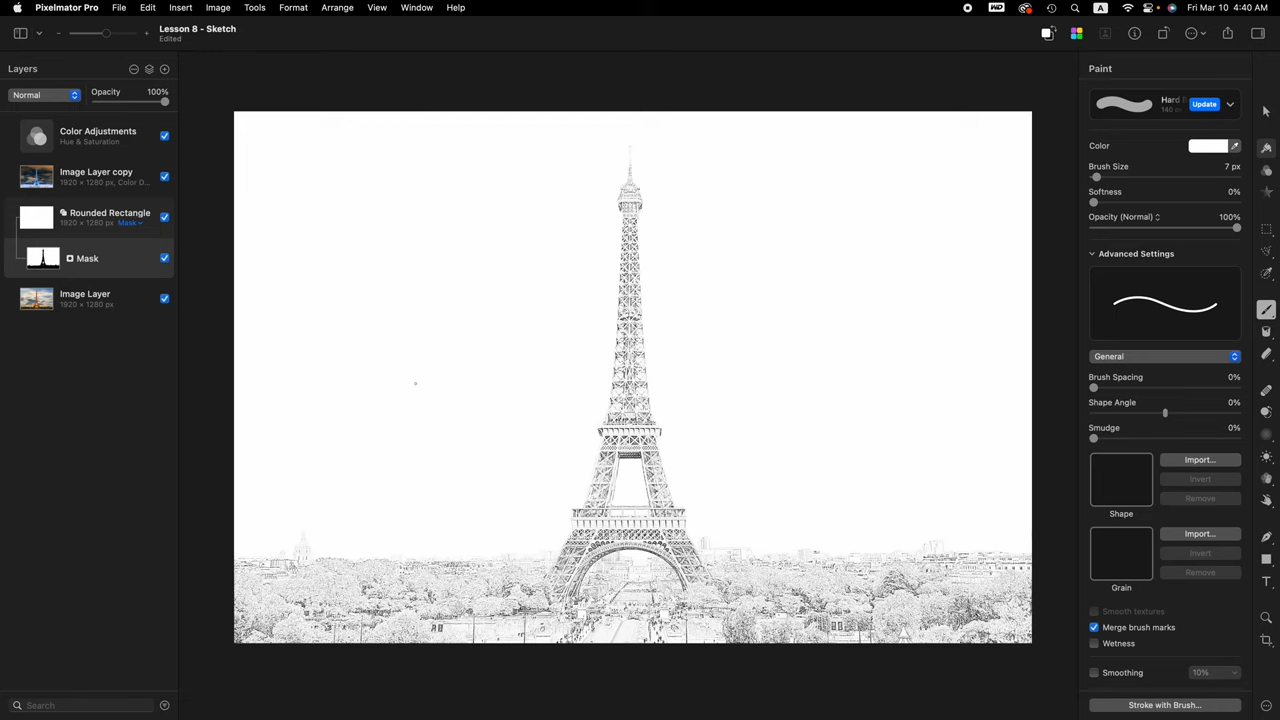 Pixelmator Pro File Edit Insert Image Tools Format Arrange View Window Help
WD A Fri Mar 10 4:40 AM
Lesson 8 - Sketch
Edited
Layers
Normal
Opacity 100%
Color Adjustments
Hue & Saturation
Image Layer copy
1920 × 1280 px, Color D...
Rounded Rectangle
1920 × 1280 px Mask
Mask
Image Layer
1920 × 1280 px
Search
Paint
Hard
140
Update
Color
Brush Size 7 px
Softness 0%
Opacity (Normal) 100%
Advanced Settings
General
Brush Spacing 0%
Shape Angle 0%
Smudge 0%
Import...
Invert
Remove
Shape
Import...
Invert
Remove
Grain
Smooth textures
Merge brush marks
Wetness
Smoothing 10%
Stroke with Brush...